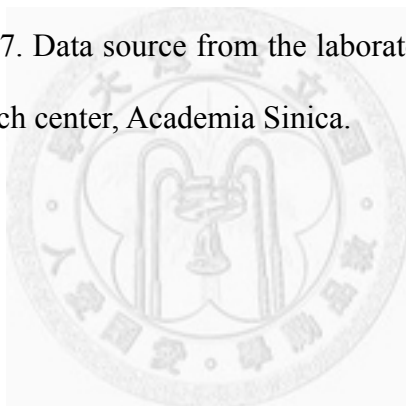 7. Data source from the laborat
ch center, Academia Sinica.